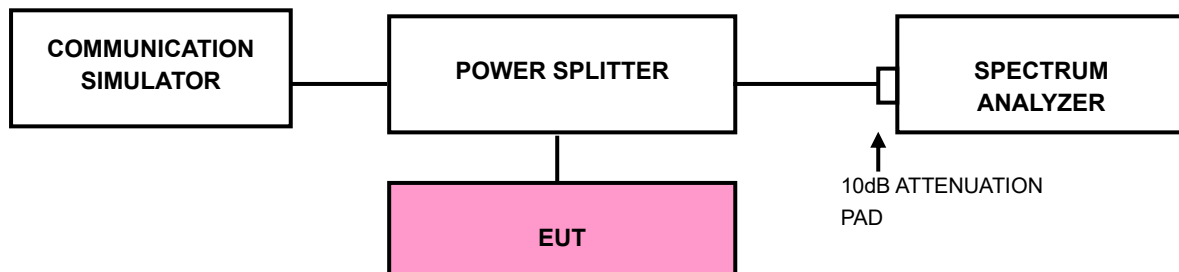 COMMUNICATION
SIMULATOR
POWER SPLITTER
SPECTRUM
ANALYZER
10dB ATTENUATION
PAD
EUT